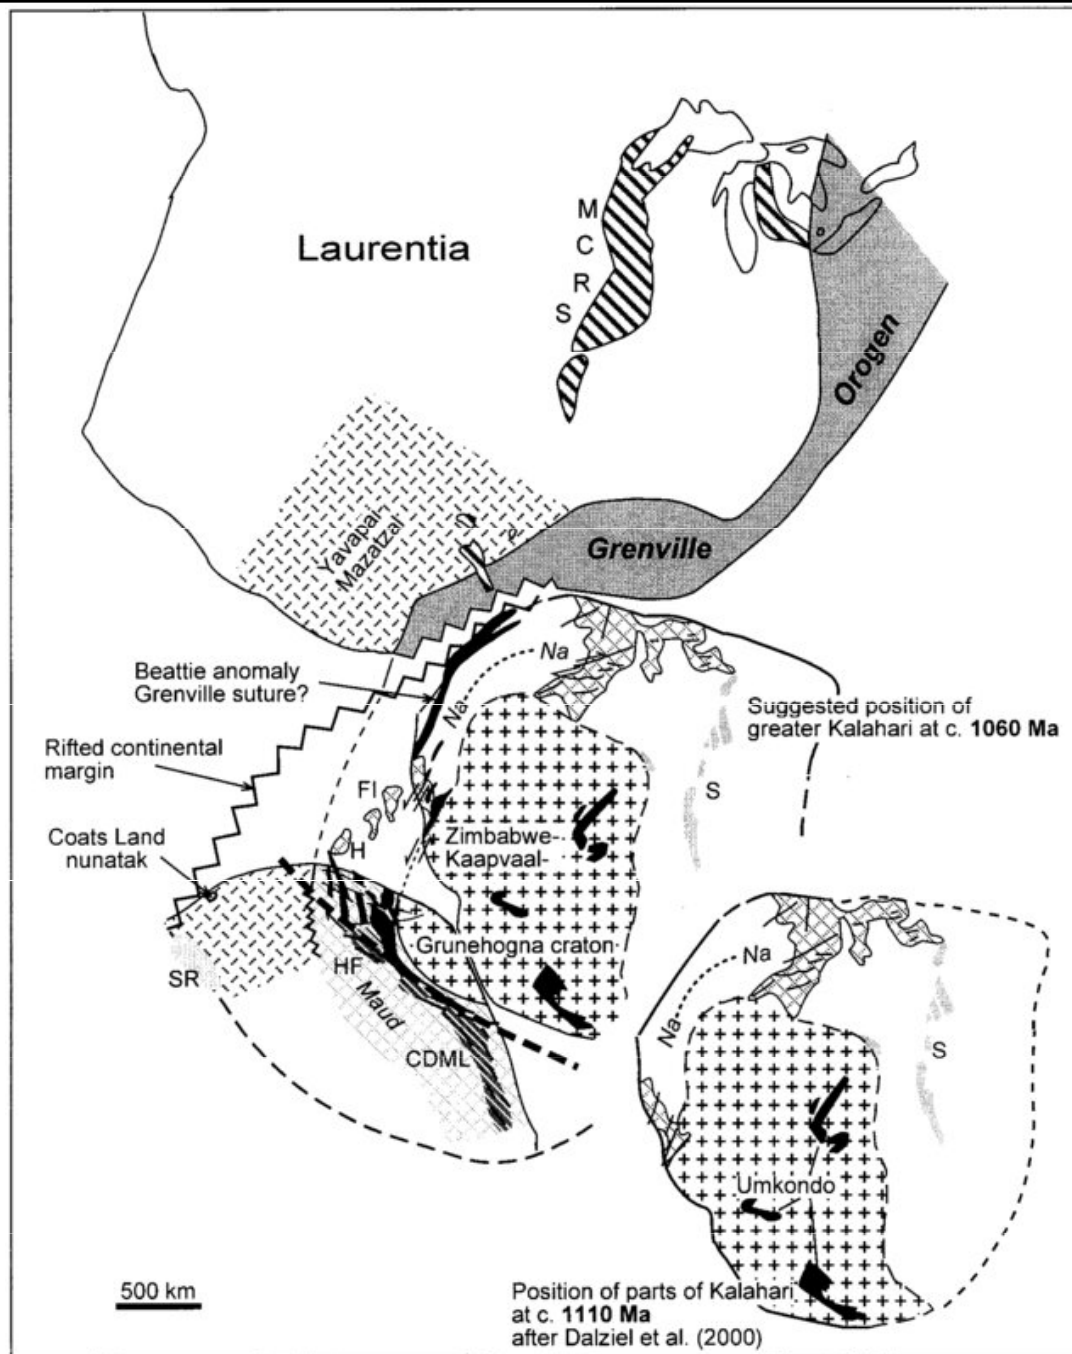 M
C
R
S
Laurentia
Orogen
Yavapai-
Mazatzal
P
Grenville
Beattie anomaly
Grenville suture?
Na
Na
Suggested position of
greater Kalahari at c. 1060 Ma
Rifted continental
margin
FI
S
Coats Land
nunatak
H
Zimbabwe-
Kaapvaal-
Grunehogna craton
SR
HF
Maud
CDML
Na
Na
S
Umkondo
500 km
Position of parts of Kalahari
at c. 1110 Ma
after Dalziel et al. (2000)